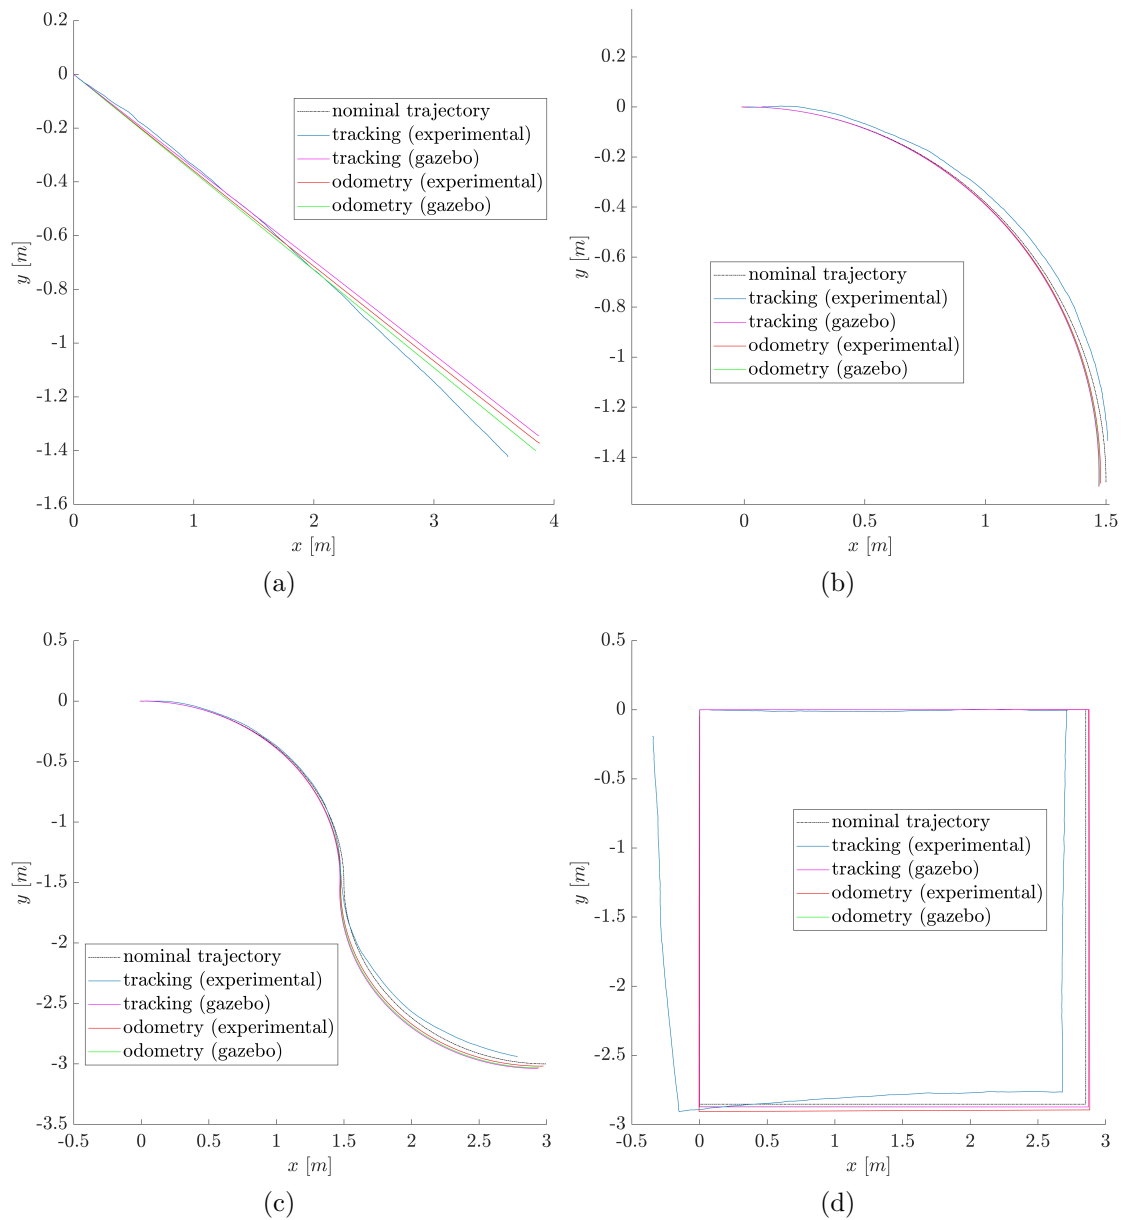 0.2
0
-0.2
-0.4
-0.6
-0.8
-1
-1.2
-1.4
-1.6
y [m]
nominal trajectory
tracking (experimental)
tracking (gazebo)
odometry (experimental)
odometry (gazebo)
0 1 2 3 4
x [m]
(a)
0.2
0
-0.2
-0.4
-0.6
-0.8
-1
-1.2
-1.4
y [m]
nominal trajectory
tracking (experimental)
tracking (gazebo)
odometry (experimental)
odometry (gazebo)
0 0.5 1 1.5
x [m]
(b)
0.5
0
-0.5
-1
-1.5
-2
-2.5
-3
-3.5
y [m]
nominal trajectory
tracking (experimental)
tracking (gazebo)
odometry (experimental)
odometry (gazebo)
-0.5 0 0.5 1 1.5 2 2.5 3
x [m]
(c)
0.5
0
-0.5
-1
-1.5
-2
-2.5
-3
y [m]
nominal trajectory
tracking (experimental)
tracking (gazebo)
odometry (experimental)
odometry (gazebo)
-0.5 0 0.5 1 1.5 2 2.5 3
x [m]
(d)